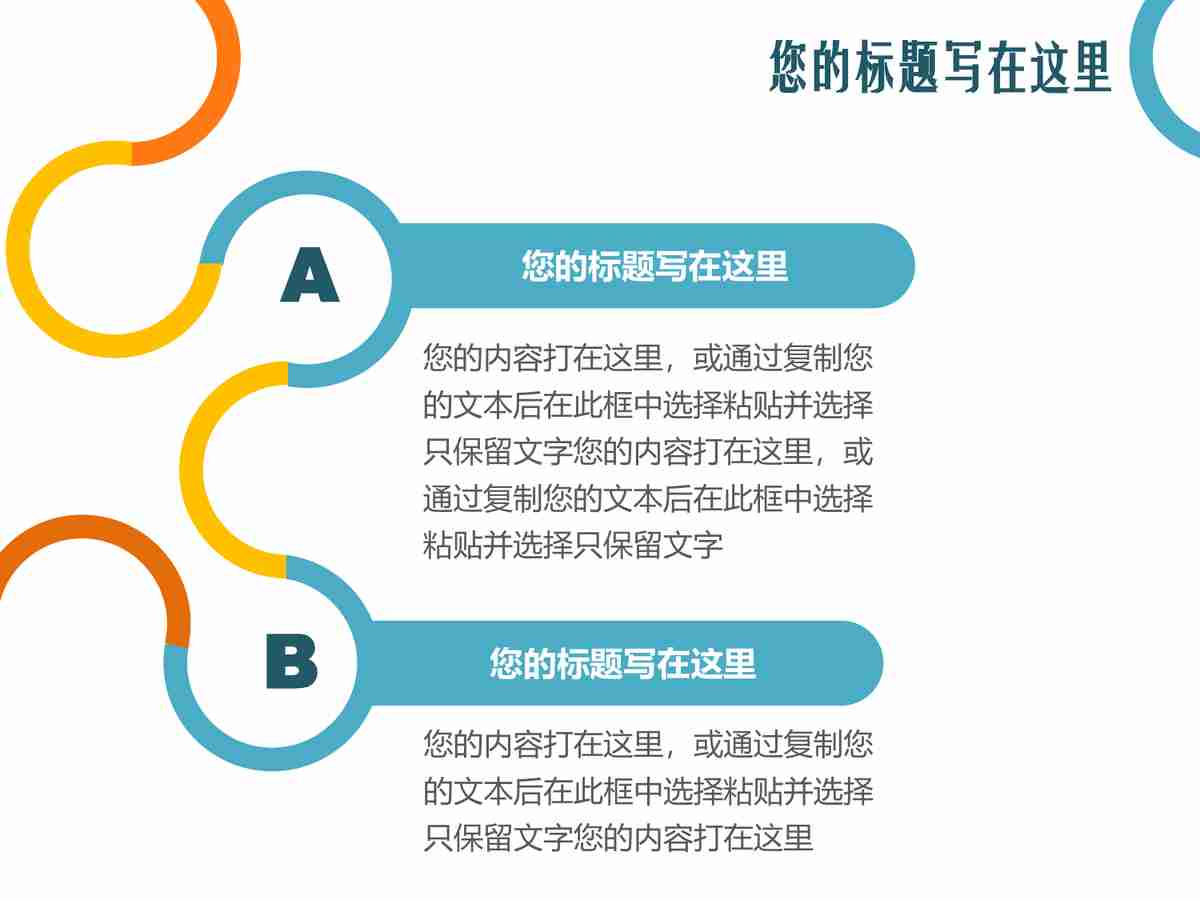 您的标题写在这里
A
您的标题写在这里
您的内容打在这里，或通过复制您
的文本后在此框中选择粘贴并选择
只保留文字您的内容打在这里，或
通过复制您的文本后在此框中选择
粘贴并选择只保留文字
B
您的标题写在这里
您的内容打在这里，或通过复制您
的文本后在此框中选择粘贴并选择
只保留文字您的内容打在这里